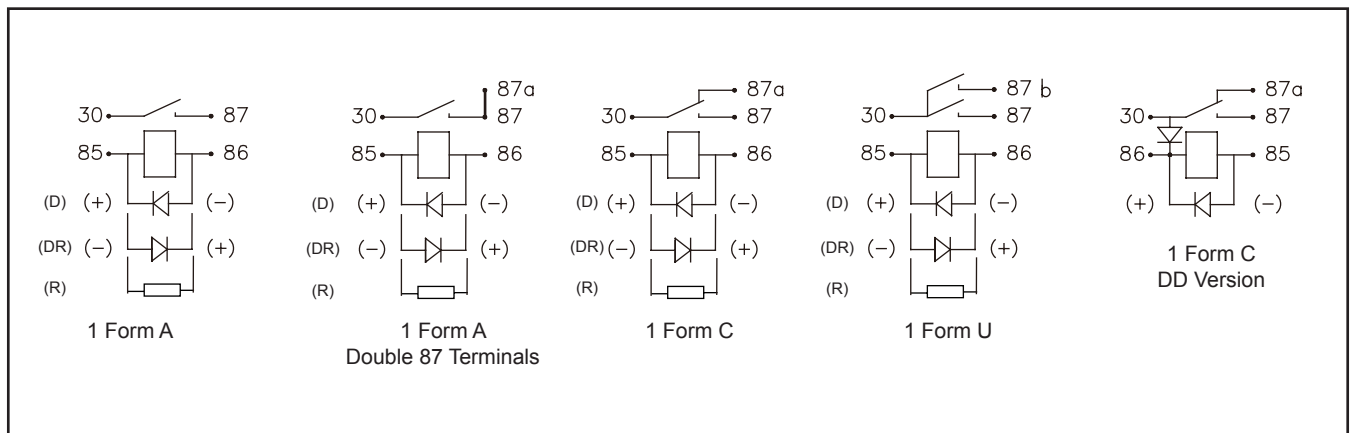 30 87
85 86
(D) (+) (−)
(DR) (−) (+)
(R)
1 Form A
87a
30 87
85 86
(D) (+) (−)
(DR) (−) (+)
(R)
1 Form A
Double 87 Terminals
87a
30 87
85 86
(D) (+) (−)
(DR) (−) (+)
(R)
1 Form C
87 b
30 87
85 86
(D) (+) (−)
(DR) (−) (+)
(R)
1 Form U
87a
30 87
86 85
(+) (−)
1 Form C
DD Version